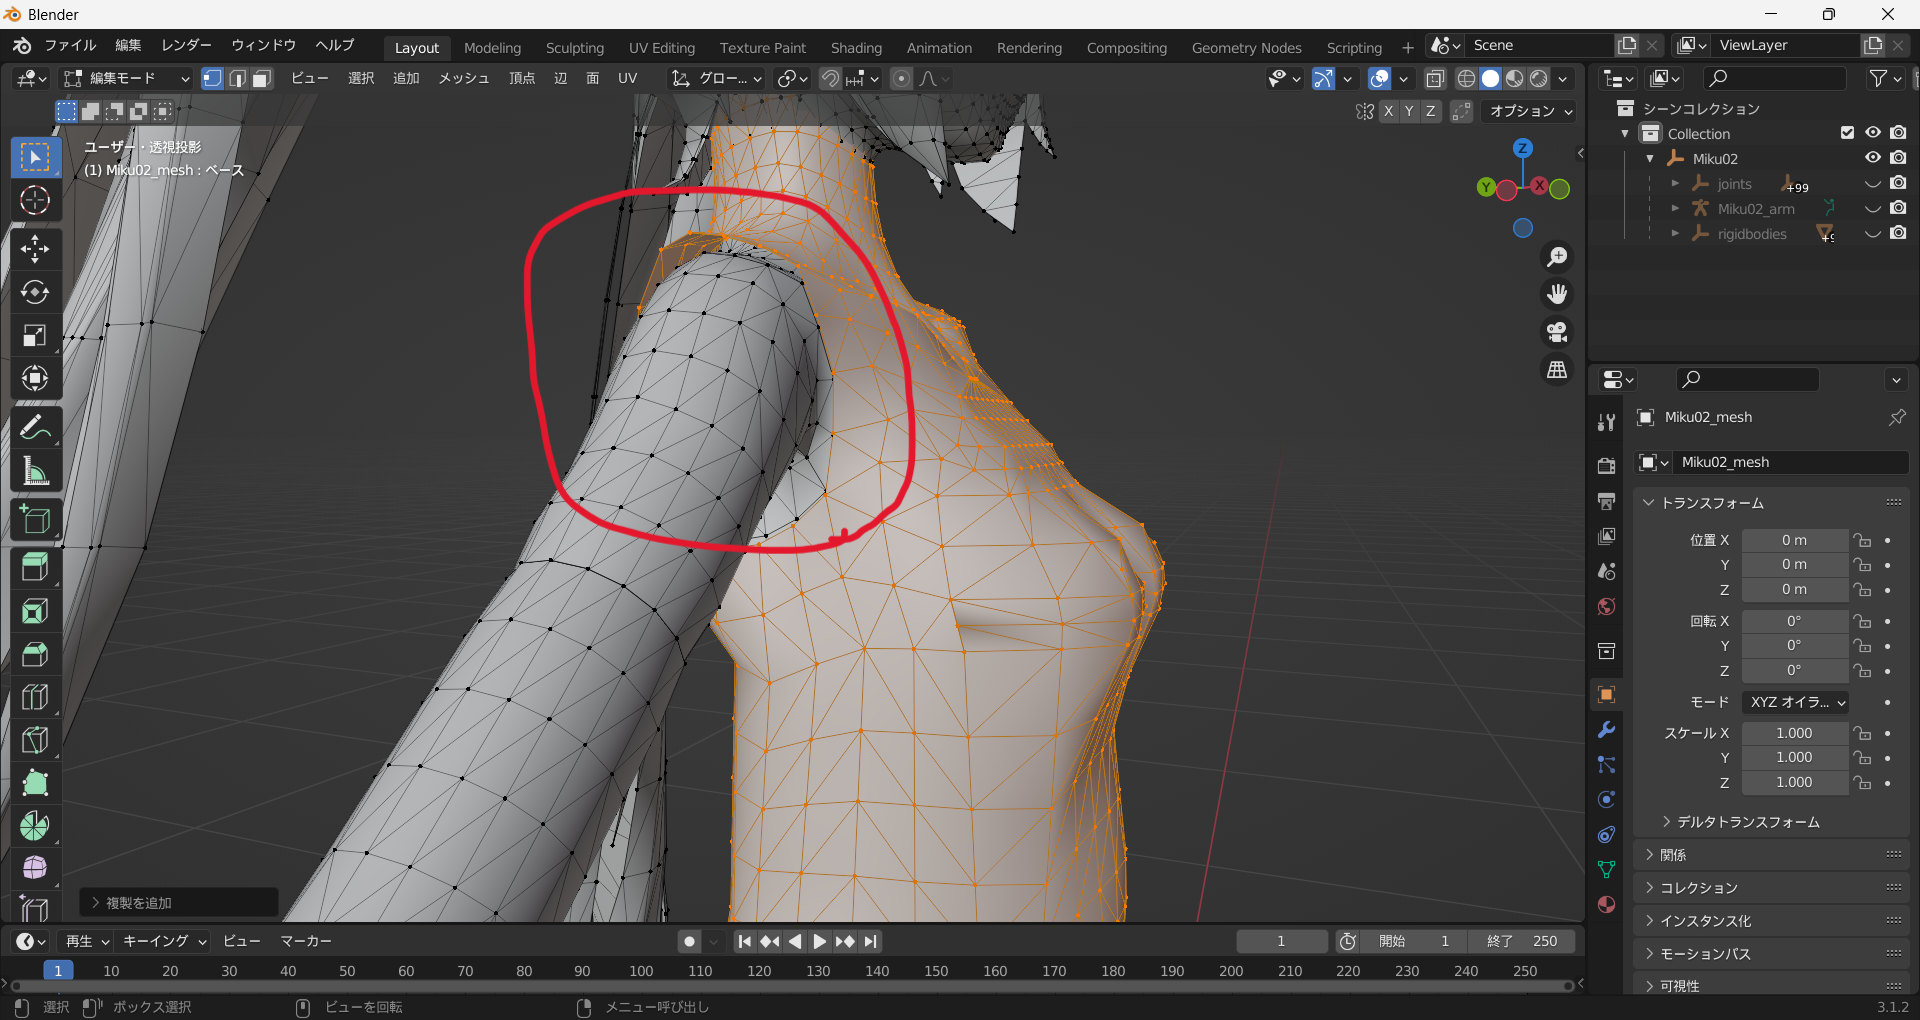 Blender
ファイル 編集 レンダー ウィンドウ ヘルプ Layout Modeling Sculpting UV Editing Texture Paint Shading Animation Rendering Compositing Geometry Nodes Scripting + Scene ViewLayer
編集モード ビュー 選択 追加 メッシュ 頂点 辺 面 UV グロー...
X Y Z オプション
ユーザー・透視投影
(1) Miku02_mesh : ベース
Z
Y X
シーンコレクション
Collection
Miku02
joints +99
Miku02_arm
rigidbodies
Miku02_mesh
Miku02_mesh
トランスフォーム
位置 X 0 m
Y 0 m
Z 0 m
回転 X 0°
Y 0°
Z 0°
モード XYZ オイラ...
スケール X 1.000
Y 1.000
Z 1.000
デルタトランスフォーム
関係
コレクション
インスタンス化
モーションパス
可視性
複製を追加
再生 キーイング ビュー マーカー 1 開始 1 終了 250
1 10 20 30 40 50 60 70 80 90 100 110 120 130 140 150 160 170 180 190 200 210 220 230 240 250
選択 ボックス選択 ビューを回転 メニュー呼び出し 3.1.2